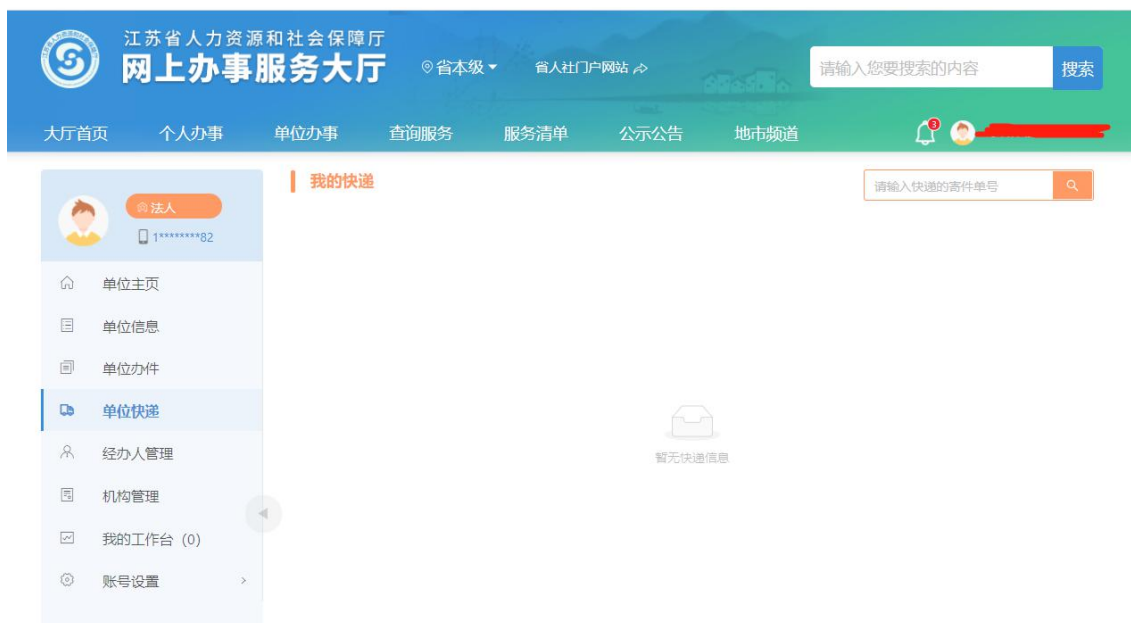 江苏省人力资源和社会保障厅
网上办事服务大厅
省本级
省人社门户网站
请输入您要搜索的内容
搜索
大厅首页 个人办事 单位办事 查询服务 服务清单 公示公告 地市频道
3
我的快递
请输入快递的寄件单号
法人
1********82
单位主页
单位信息
单位办件
单位快递
经办人管理
机构管理
我的工作台 (0)
账号设置
暂无快递信息